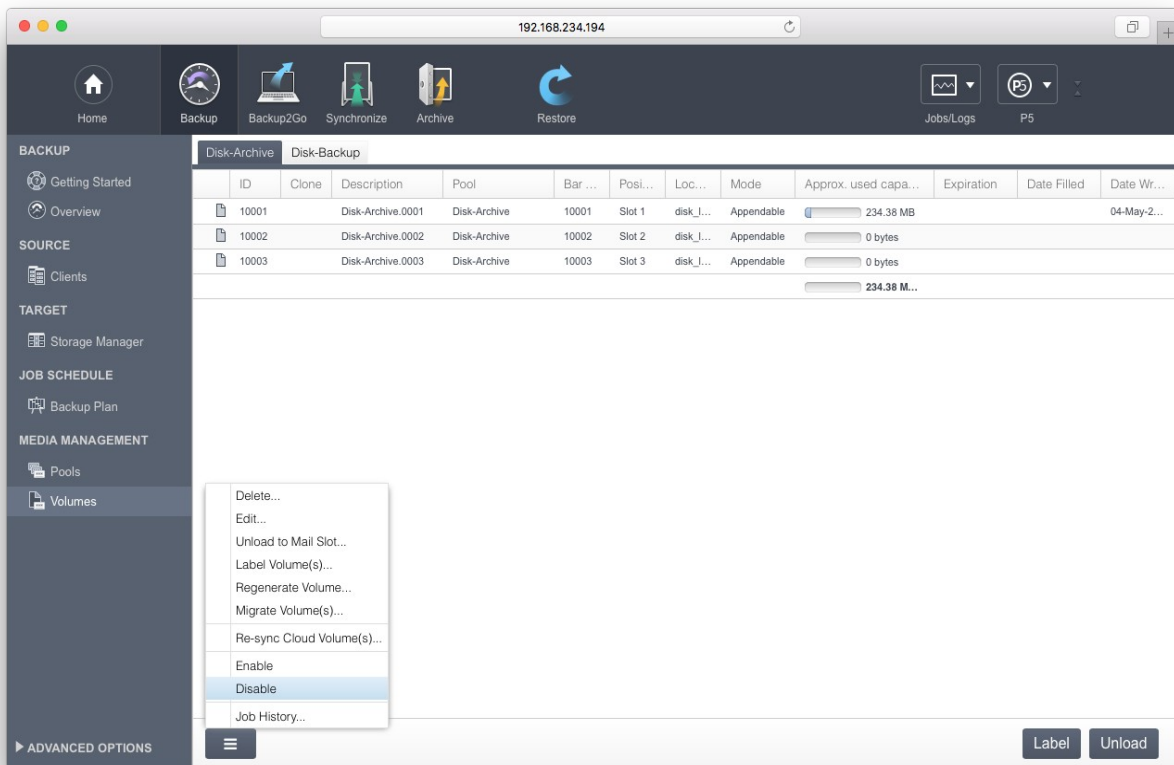 192.168.234.194
Home
Backup
Backup2Go
Synchronize
Archive
Restore
Jobs/Logs
P5
P5
BACKUP
Getting Started
Overview
SOURCE
Clients
TARGET
Storage Manager
JOB SCHEDULE
Backup Plan
MEDIA MANAGEMENT
Pools
Volumes
ADVANCED OPTIONS
Disk-Archive Disk-Backup
ID Clone Description Pool Bar ... Posi... Loc... Mode Approx. used capa... Expiration Date Filled Date Wr...
10001 Disk-Archive.0001 Disk-Archive 10001 Slot 1 disk_l... Appendable 234.38 MB 04-May-2...
10002 Disk-Archive.0002 Disk-Archive 10002 Slot 2 disk_l... Appendable 0 bytes
10003 Disk-Archive.0003 Disk-Archive 10003 Slot 3 disk_l... Appendable 0 bytes
234.38 M...
Delete...
Edit...
Unload to Mail Slot...
Label Volume(s)...
Regenerate Volume...
Migrate Volume(s)...
Re-sync Cloud Volume(s)...
Enable
Disable
Job History...
Label Unload